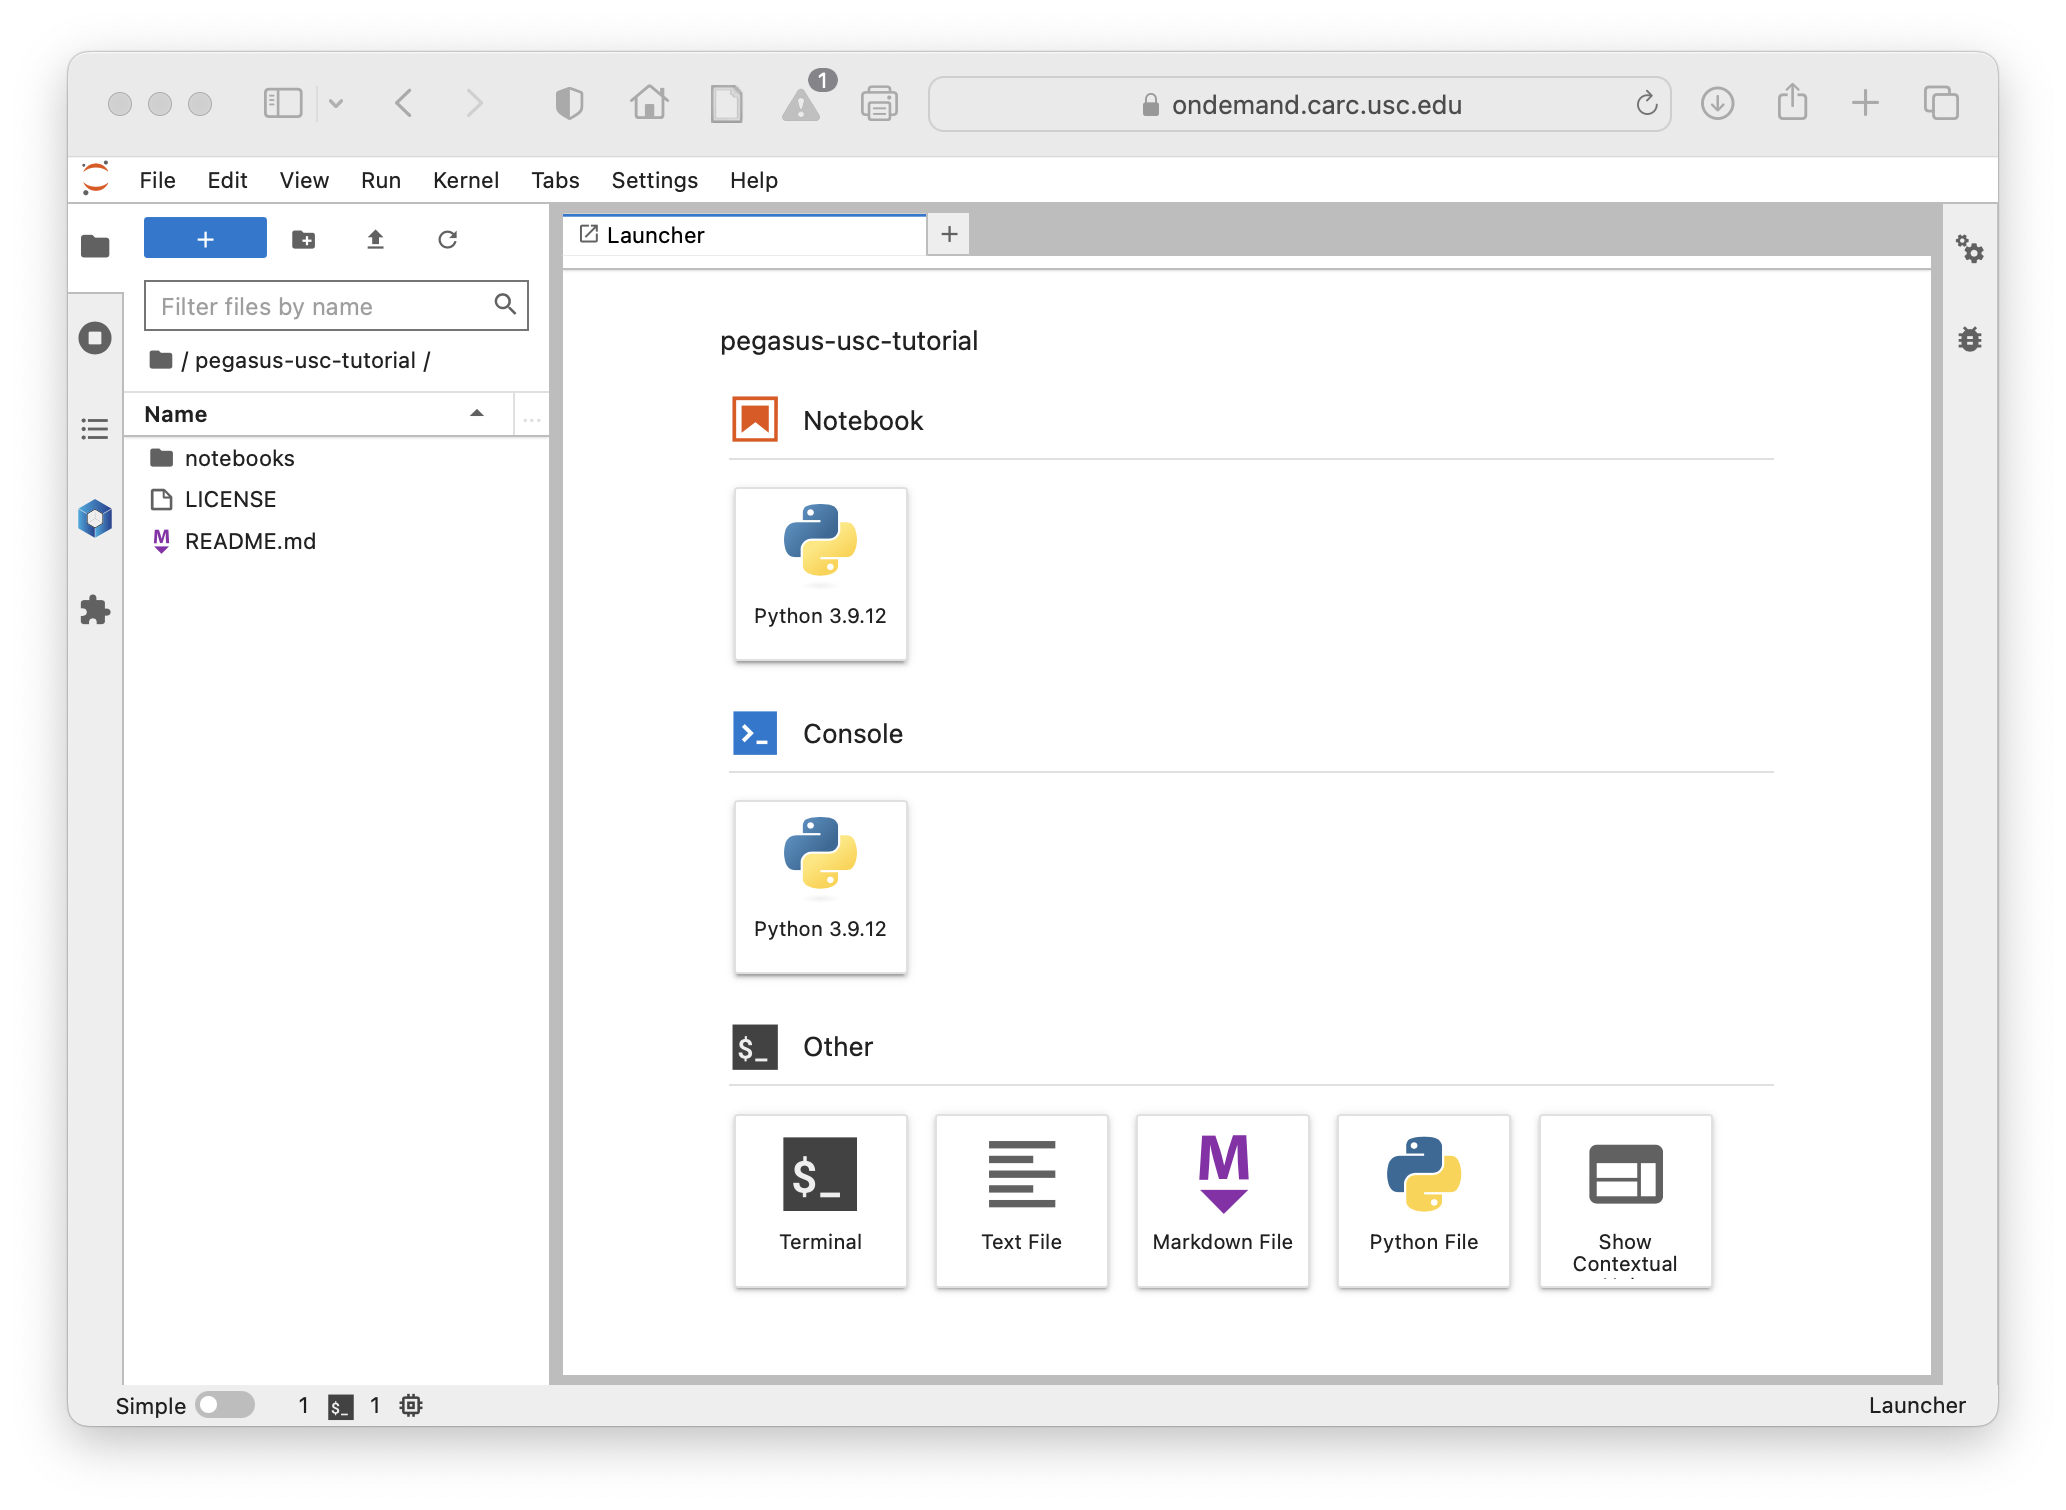 1
ondemand.carc.usc.edu
File Edit View Run Kernel Tabs Settings Help
+
Launcher
+
Filter files by name
/ pegasus-usc-tutorial /
Name
...
notebooks
LICENSE
M README.md
pegasus-usc-tutorial
Notebook
Python 3.9.12
>_ Console
Python 3.9.12
$_ Other
$_
Terminal
Text File
M
Markdown File
Python File
Show
Contextual
Simple 1 $_ 1
Launcher